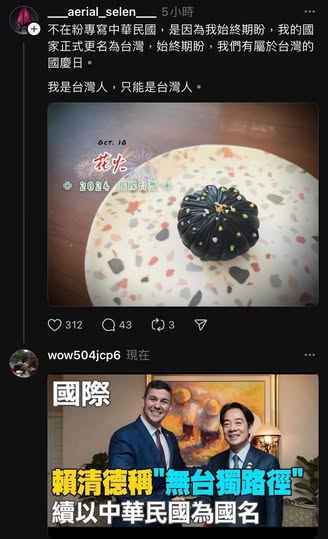 ___aerial_selen___ 5小時
不在粉專寫中華民國，是因為我始終期盼，我的
國家正式更名為台灣，始終期盼，我們有屬於台灣的
國慶日。
我是台灣人，只能是台灣人。
Oct. 10
花火
2024
312 43 3
wow504jcp6 現在
國際
賴清德稱"無台獨路徑"
續以中華民國為國名